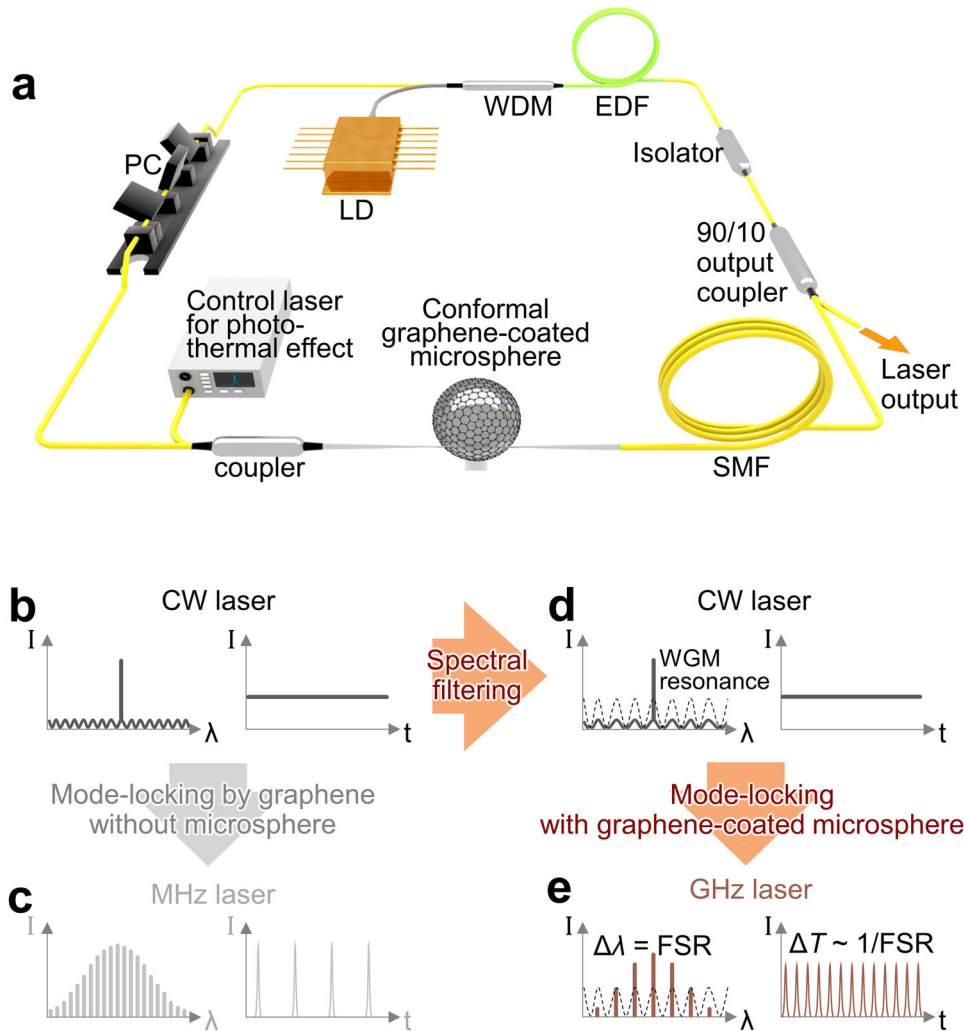 a
WDM
EDF
Isolator
PC
LD
90/10
output
coupler
Control laser
for photo-
thermal effect
Conformal
graphene-coated
microsphere
Laser
output
coupler
SMF
b
CW laser
I
λ
I
t
Spectral
filtering
d
CW laser
I
WGM
resonance
λ
I
t
Mode-locking by graphene
without microsphere
Mode-locking
with graphene-coated microsphere
c
MHz laser
I
λ
I
t
e
GHz laser
I
Δλ = FSR
λ
I
ΔT ~ 1/FSR
t